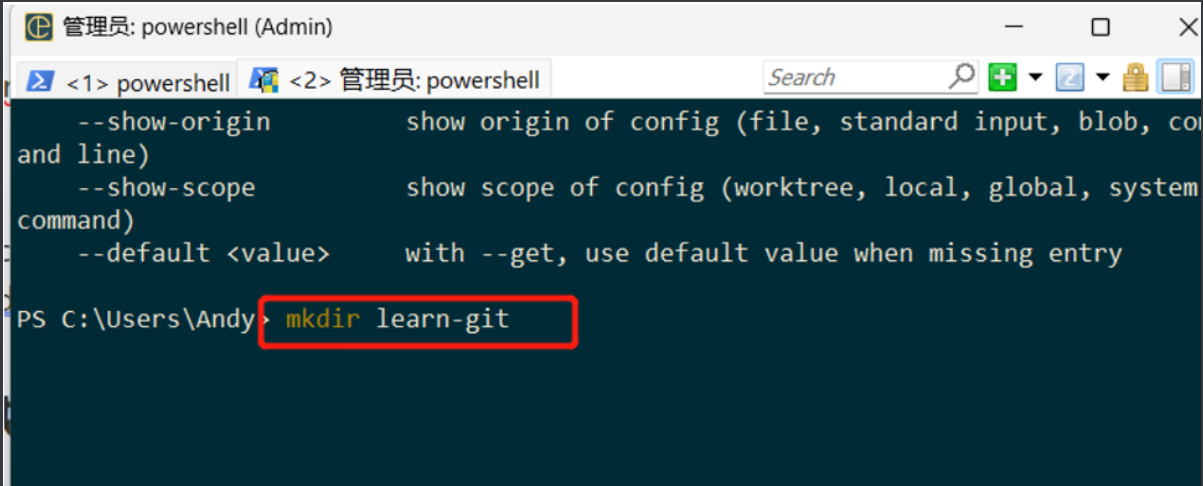 管理员: powershell (Admin)
<1> powershell <2> 管理员: powershell Search
--show-origin show origin of config (file, standard input, blob,
and line)
--show-scope show scope of config (worktree, local, global, system
command)
--default <value> with --get, use default value when missing entry
PS C:\Users\Andy> mkdir learn-git